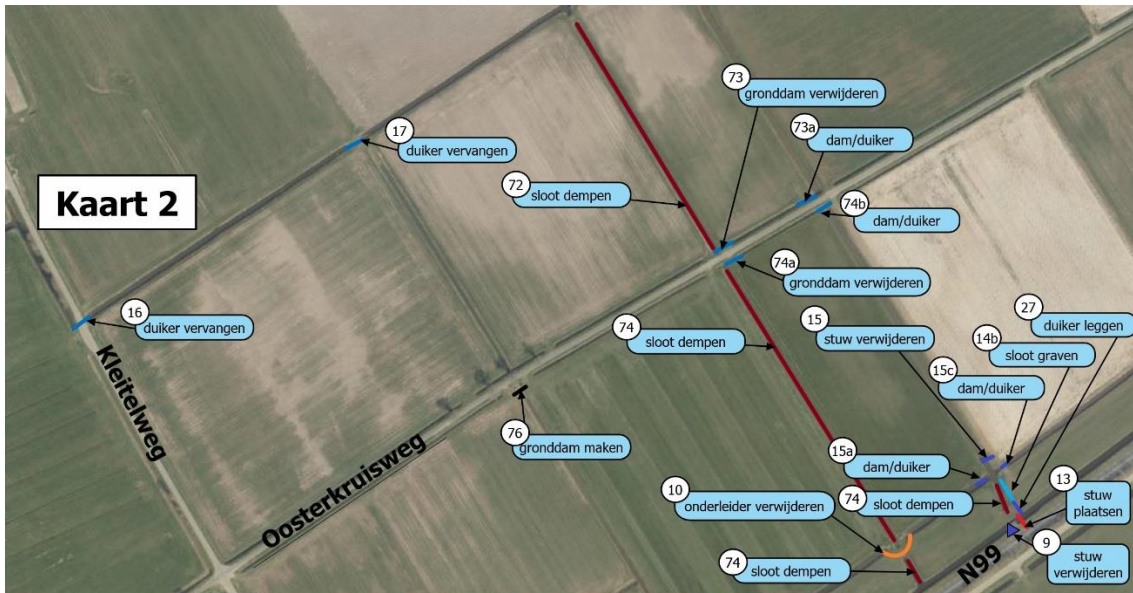 Kaart 2
73
gronddam verwijderen
17
duiker vervangen
73a
dam/duiker
72
sloot dempen
74b
dam/duiker
74a
gronddam verwijderen
16
duiker vervangen
74
sloot dempen
15
stuw verwijderen
27
duiker leggen
14b
sloot graven
15c
dam/duiker
Kleitelweg
76
gronddam maken
Oosterkruisweg
15a
dam/duiker
10
onderleider verwijderen
74
sloot dempen
13
stuw
plaatsen
74
sloot dempen
N99
9
stuw
verwijderen